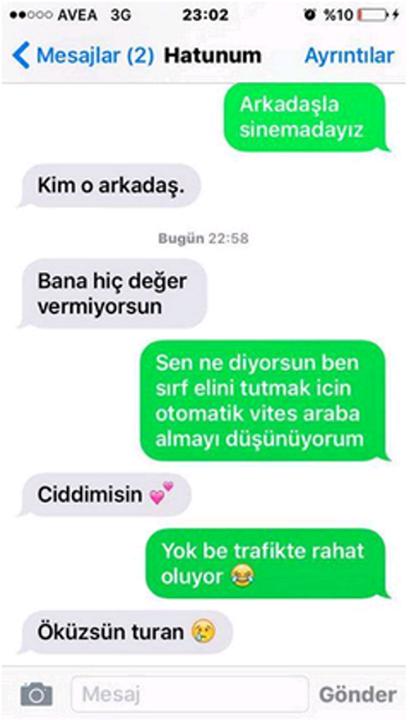 AVEA 3G 23:02 %10
Mesajlar (2) Hatunum Ayrıntılar
Arkadaşla
sinemadayız
Kim o arkadaş.
Bugün 22:58
Bana hiç değer
vermiyorsun
Sen ne diyorsun ben
sırf elini tutmak icin
otomatik vites araba
almayı düşünüyorum
Ciddimisin 💕
Yok be trafikte rahat
oluyor 😂
Öküzsün turan 😢
Mesaj Gönder